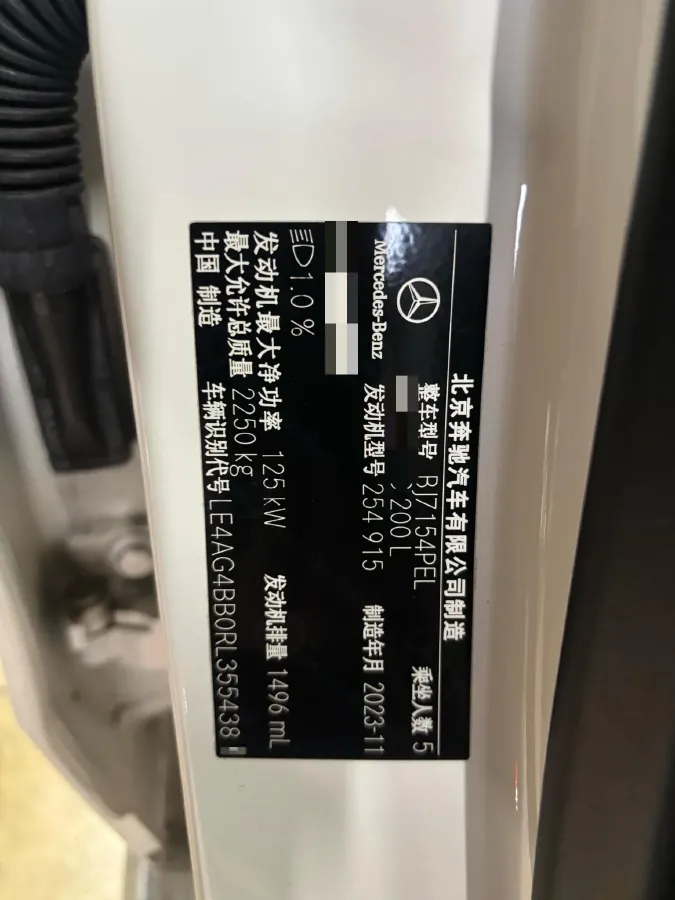 北京奔驰汽车有限公司制造
整车型号 BJ7154PEL 乘坐人数 5
200 L
Mercedes-Benz 发动机型号 254 915 制造年月 2023-11
1.0 %
发动机最大净功率 125 kW 发动机排量 1496 mL
最大允许总质量 2250 kg
中国 制造 车辆识别代号 LE4AG4BB0RL355438